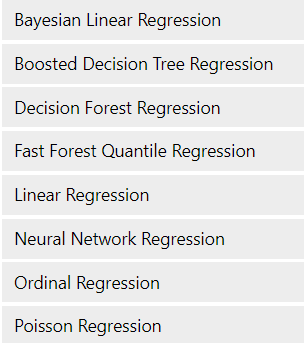 Bayesian Linear Regression
Boosted Decision Tree Regression
Decision Forest Regression
Fast Forest Quantile Regression
Linear Regression
Neural Network Regression
Ordinal Regression
Poisson Regression